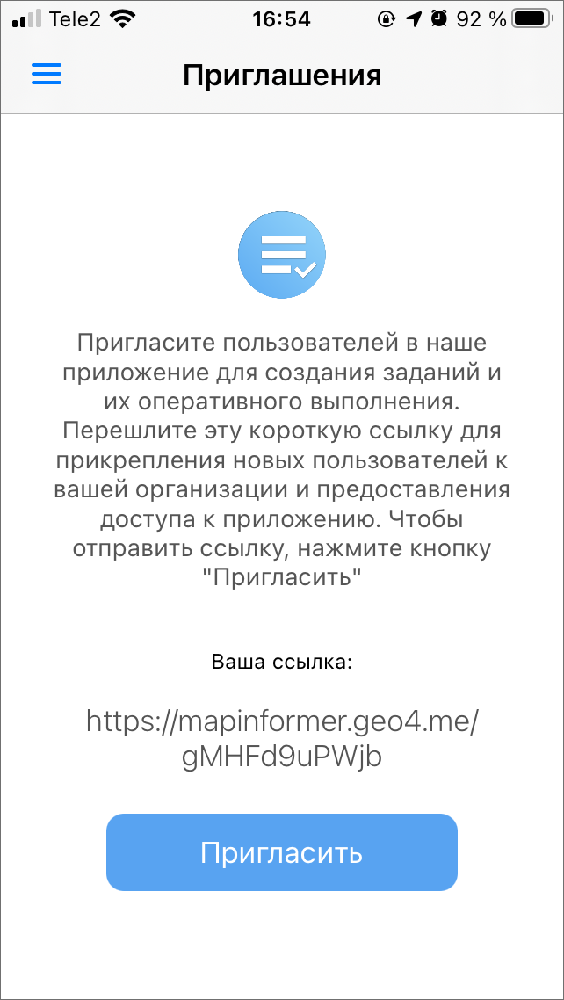 Tele2 16:54 92 %
Приглашения
Пригласите пользователей в наше
приложение для создания заданий и
их оперативного выполнения.
Перешлите эту короткую ссылку для
прикрепления новых пользователей к
вашей организации и предоставления
доступа к приложению. Чтобы
отправить ссылку, нажмите кнопку
"Пригласить"
Ваша ссылка:
https://mapinformer.geo4.me/
gMHFd9uPWjb
Пригласить